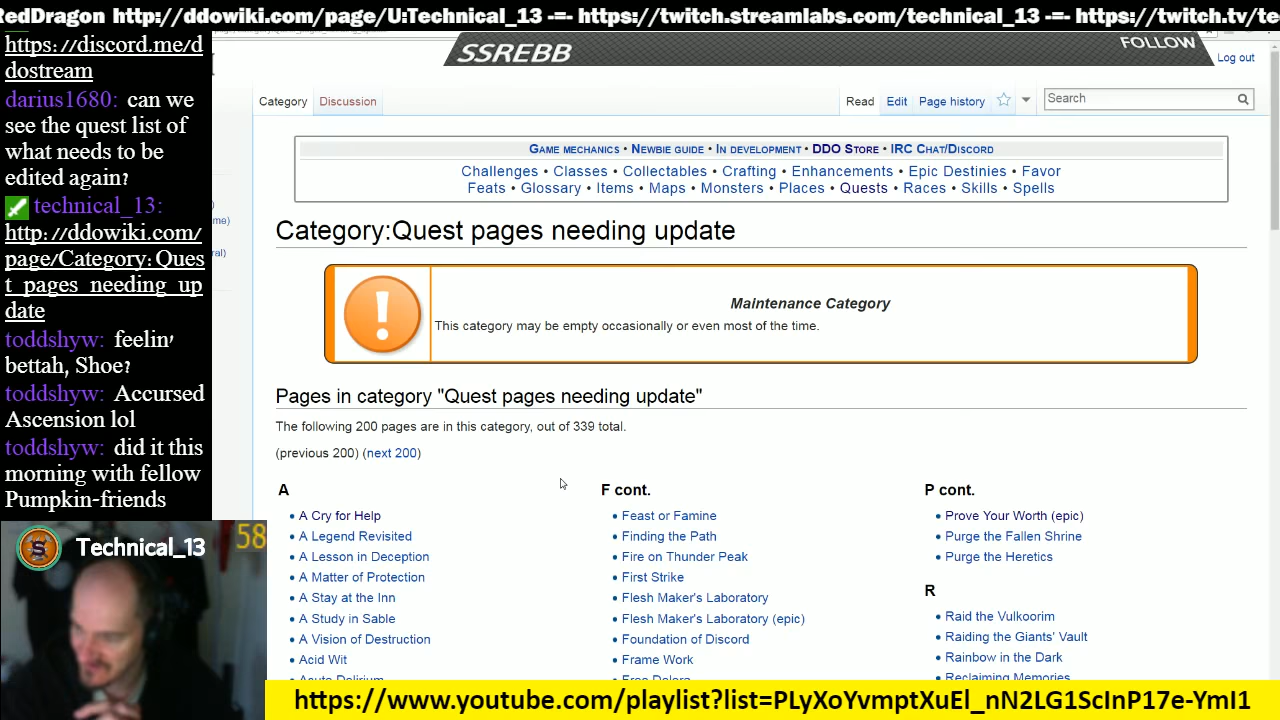 RedDragon http://ddowiki.com/page/U:Technical_13 -=- https://twitch.streamlabs.com/technical_13 -=- https://twitch.tv/te
https://discord.me/d
dostream
darius1680: can we
see the quest list of
what needs to be
edited again?
technical_13:
http://ddowiki.com/
page/Category:Ques
t_pages_needing_up
date
toddshyw: feelin'
bettah, Shoe?
toddshyw: Accursed
Ascension lol
toddshyw: did it this
morning with fellow
Pumpkin-friends
Technical_13
58
SSREBB
FOLLOW
Log out
Category Discussion
Read Edit Page history
Search
Game mechanics • Newbie guide • In development • DDO Store • IRC Chat/Discord
Challenges • Classes • Collectables • Crafting • Enhancements • Epic Destinies • Favor
Feats • Glossary • Items • Maps • Monsters • Places • Quests • Races • Skills • Spells
Category:Quest pages needing update
Maintenance Category
This category may be empty occasionally or even most of the time.
Pages in category "Quest pages needing update"
The following 200 pages are in this category, out of 339 total.
(previous 200) (next 200)
A
• A Cry for Help
• A Legend Revisited
• A Lesson in Deception
• A Matter of Protection
• A Stay at the Inn
• A Study in Sable
• A Vision of Destruction
• Acid Wit
F cont.
• Feast or Famine
• Finding the Path
• Fire on Thunder Peak
• First Strike
• Flesh Maker's Laboratory
• Flesh Maker's Laboratory (epic)
• Foundation of Discord
• Frame Work
P cont.
• Prove Your Worth (epic)
• Purge the Fallen Shrine
• Purge the Heretics
R
• Raid the Vulkoorim
• Raiding the Giants' Vault
• Rainbow in the Dark
• Reclaiming Memories
https://www.youtube.com/playlist?list=PLyXoYvmptXuEl_nN2LG1ScInP17e-YmI1